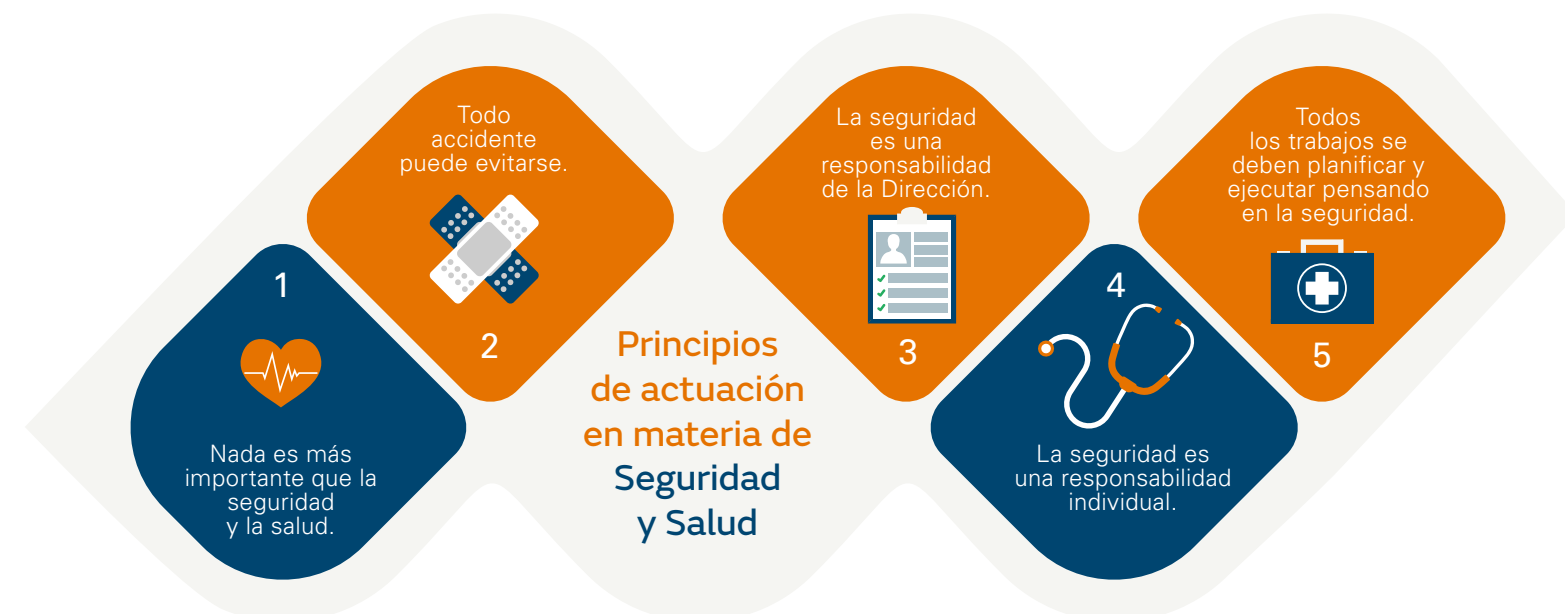 1
Nada es más
importante que la
seguridad
y la salud.
Todo
accidente
puede evitarse.
2
Principios
de actuación
en materia de
Seguridad
y Salud
La seguridad
es una
responsabilidad
de la Dirección.
3
4
La seguridad es
una responsabilidad
individual.
Todos
los trabajos se
deben planificar y
ejecutar pensando
en la seguridad.
5